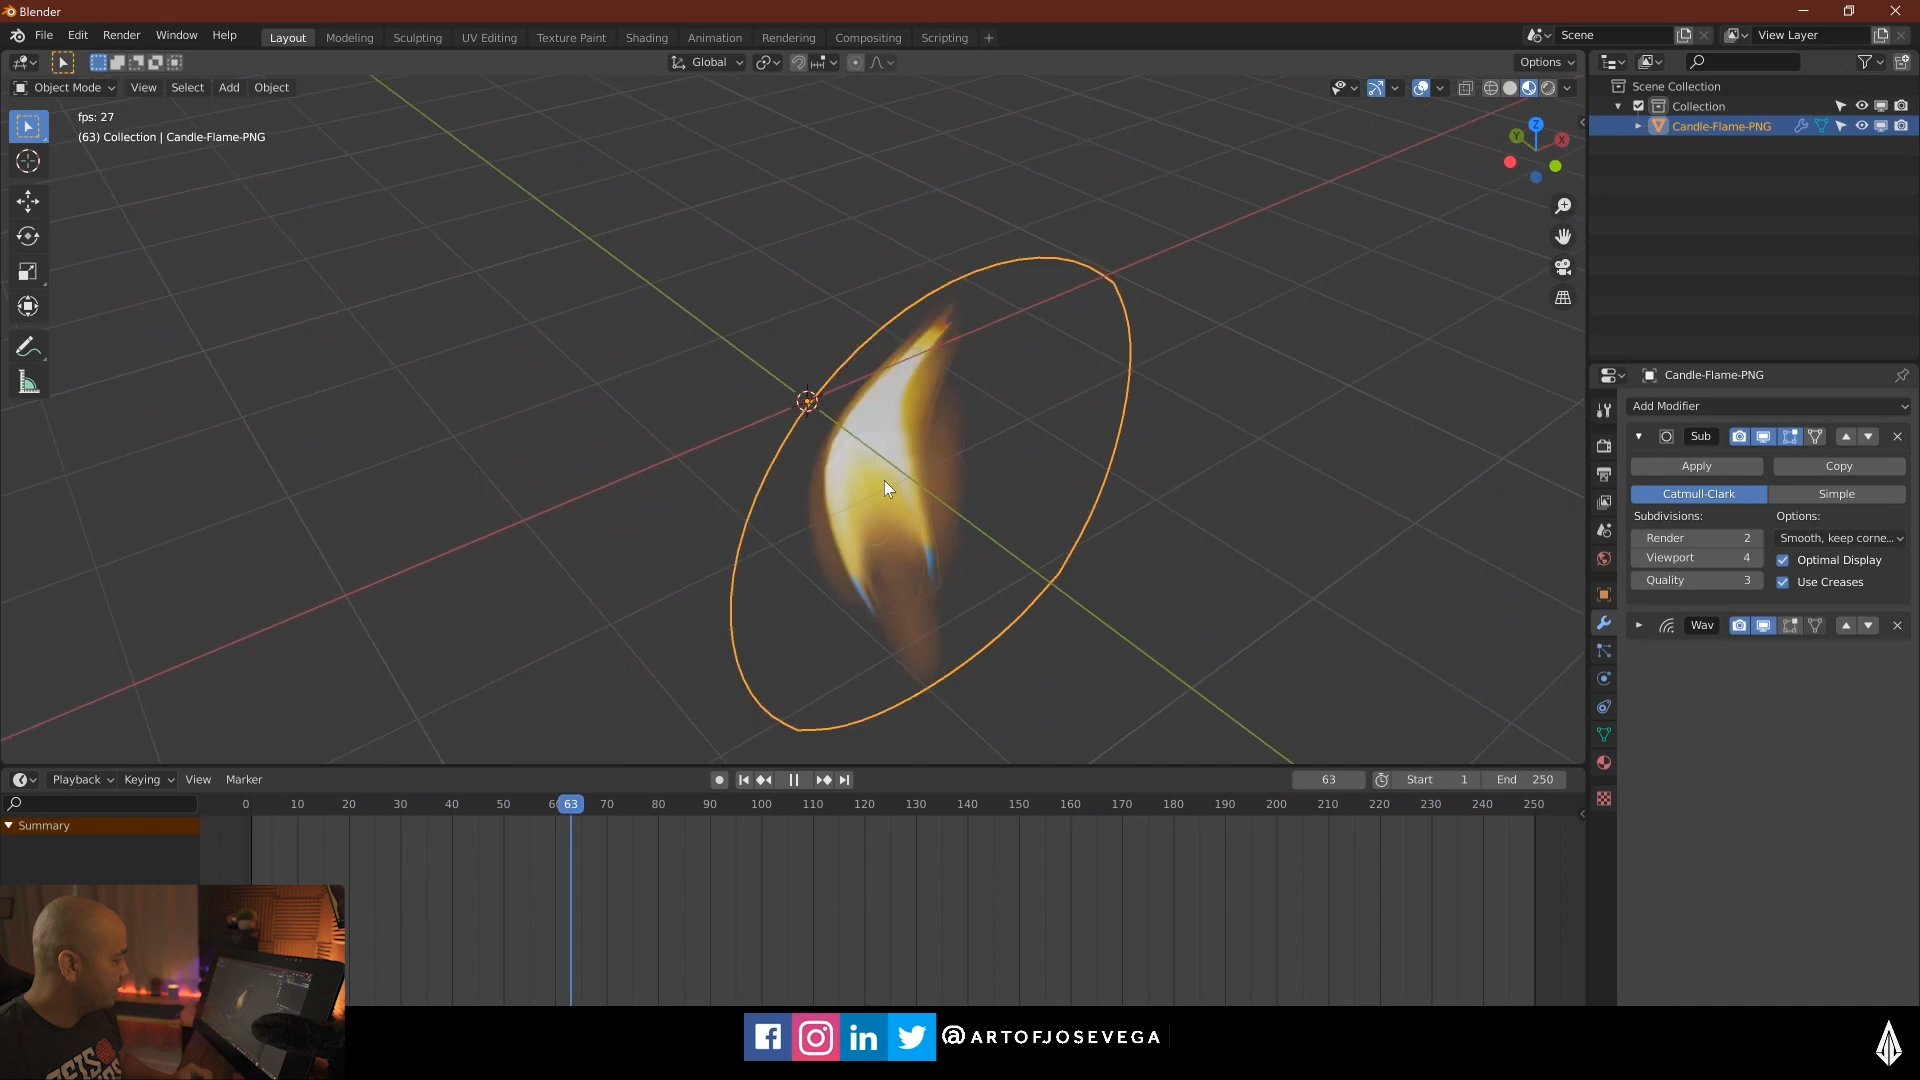 Blender
File Edit Render Window Help
Layout Modeling Sculpting UV Editing Texture Paint Shading Animation Rendering Compositing Scripting +
Scene
View Layer
Global
Options
Object Mode View Select Add Object
fps: 27
(63) Collection | Candle-Flame-PNG
Z
Y
X
Scene Collection
Collection
Candle-Flame-PNG
Candle-Flame-PNG
Add Modifier
Sub
Apply Copy
Catmull-Clark Simple
Subdivisions: Options:
Render 2 Smooth, keep corne...
Viewport 4 Optimal Display
Quality 3 Use Creases
Wav
Playback Keying View Marker
63 Start 1 End 250
0 10 20 30 40 50 63 70 80 90 100 110 120 130 140 150 160 170 180 190 200 210 220 230 240 250
Summary
@ARTOFJOSEVEGA